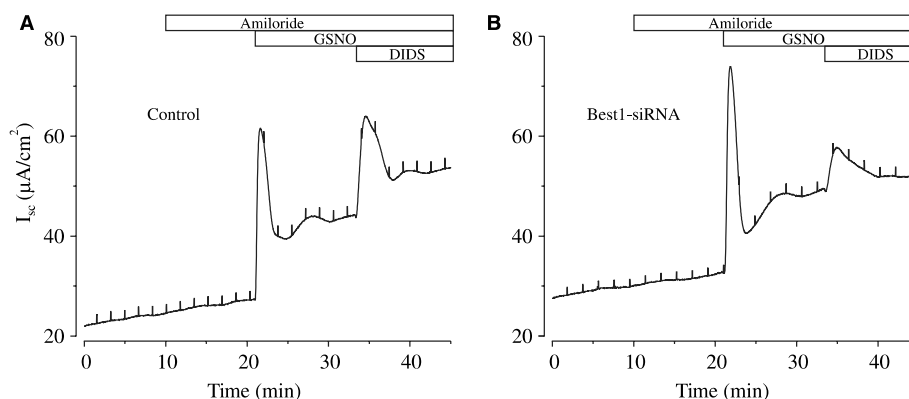 A
Amiloride
GSNO
DIDS
80
60
40
20
Control
I_sc (µA/cm²)
0 10 20 30 40
Time (min)
B
Amiloride
GSNO
DIDS
80
60
40
20
Best1-siRNA
0 10 20 30 40
Time (min)